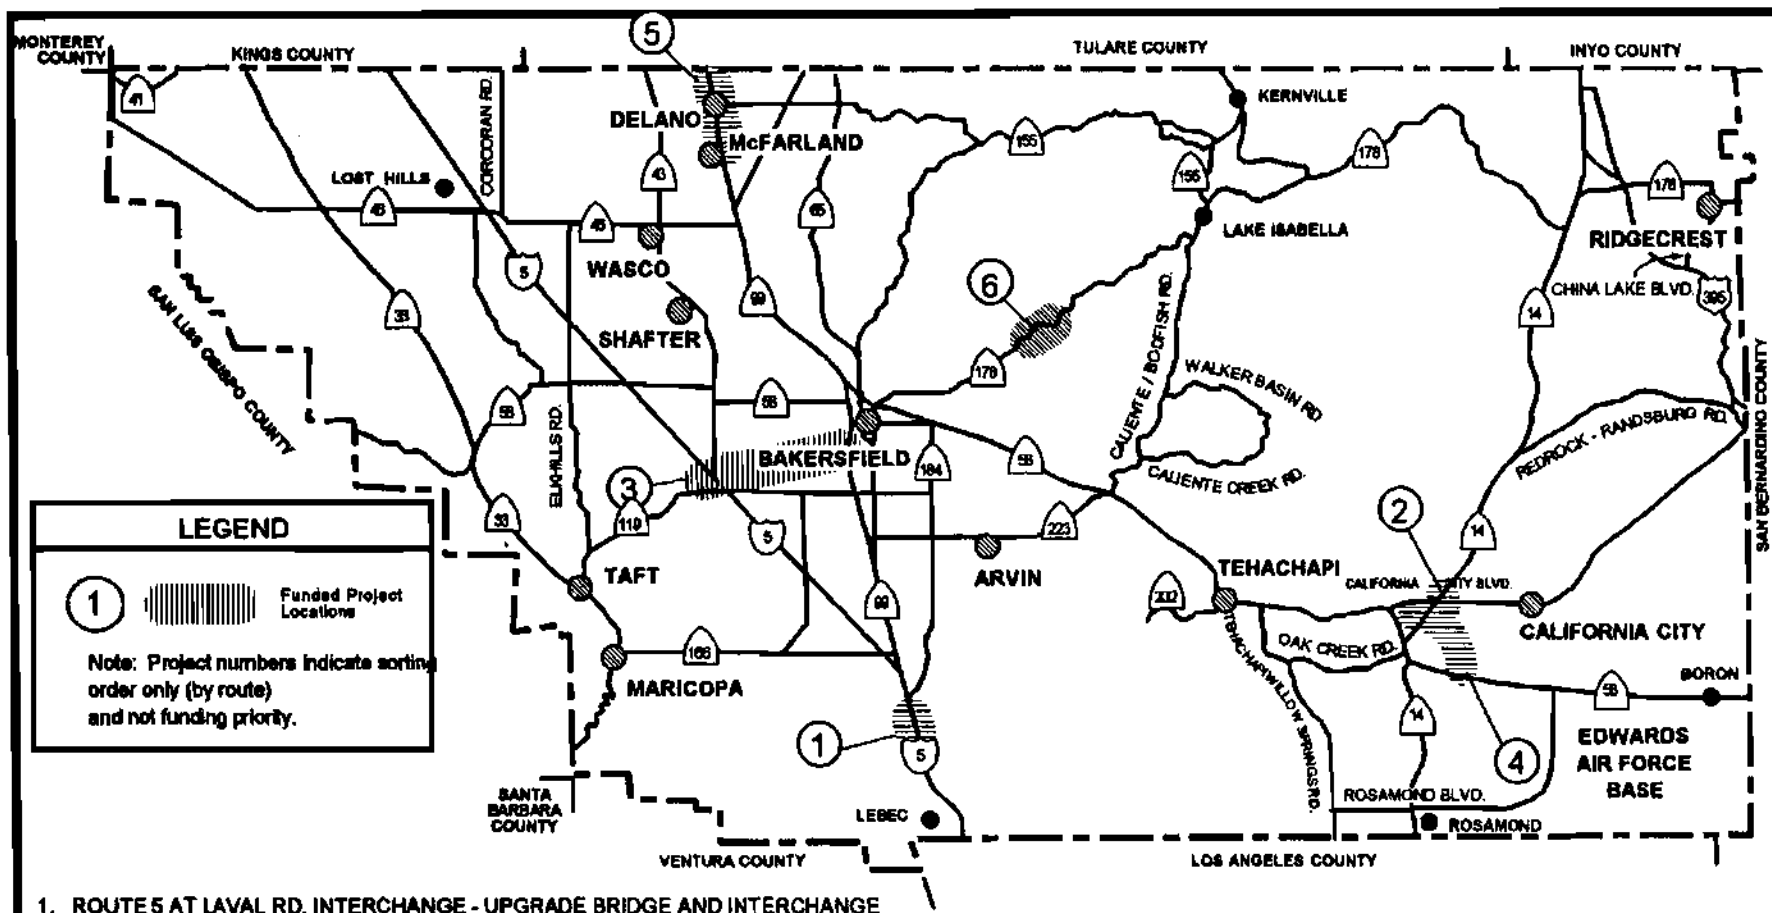 5
MONTEREY
COUNTY
KINGS COUNTY
TULARE COUNTY
INYO COUNTY
41
CORCORAN RD.
DELANO
McFARLAND
KERNVILLE
155
178
LOST HILLS
46
43
65
155
178
46
LAKE ISABELLA
RIDGECREST
WASCO
5
99
6
CHINA LAKE BLVD.
395
14
SAN LUIS OBISPO COUNTY
33
SHAFTER
178
CALIENTE / BODFISH RD.
WALKER BASIN RD
58
58
REDROCK - RANDSBURG RD.
SAN BERNARDINO COUNTY
ELKHILLS RD.
BAKERSFIELD
184
58
CALIENTE CREEK RD.
3
33
119
5
223
2
14
LEGEND
1
Funded Project
Locations
Note: Project numbers indicate sorting
order only (by route)
and not funding priority.
TAFT
ARVIN
99
TEHACHAPI
202
CALIFORNIA CITY BLVD.
CALIFORNIA CITY
OAK CREEK RD.
TEHACHAPI WILLOW SPRINGS RD.
166
MARICOPA
58
BORON
14
1
5
4
EDWARDS
AIR FORCE
BASE
SANTA
BARBARA
COUNTY
ROSAMOND BLVD.
LEBEC
ROSAMOND
VENTURA COUNTY
LOS ANGELES COUNTY
1. ROUTE 5 AT LAVAL RD. INTERCHANGE - UPGRADE BRIDGE AND INTERCHANGE